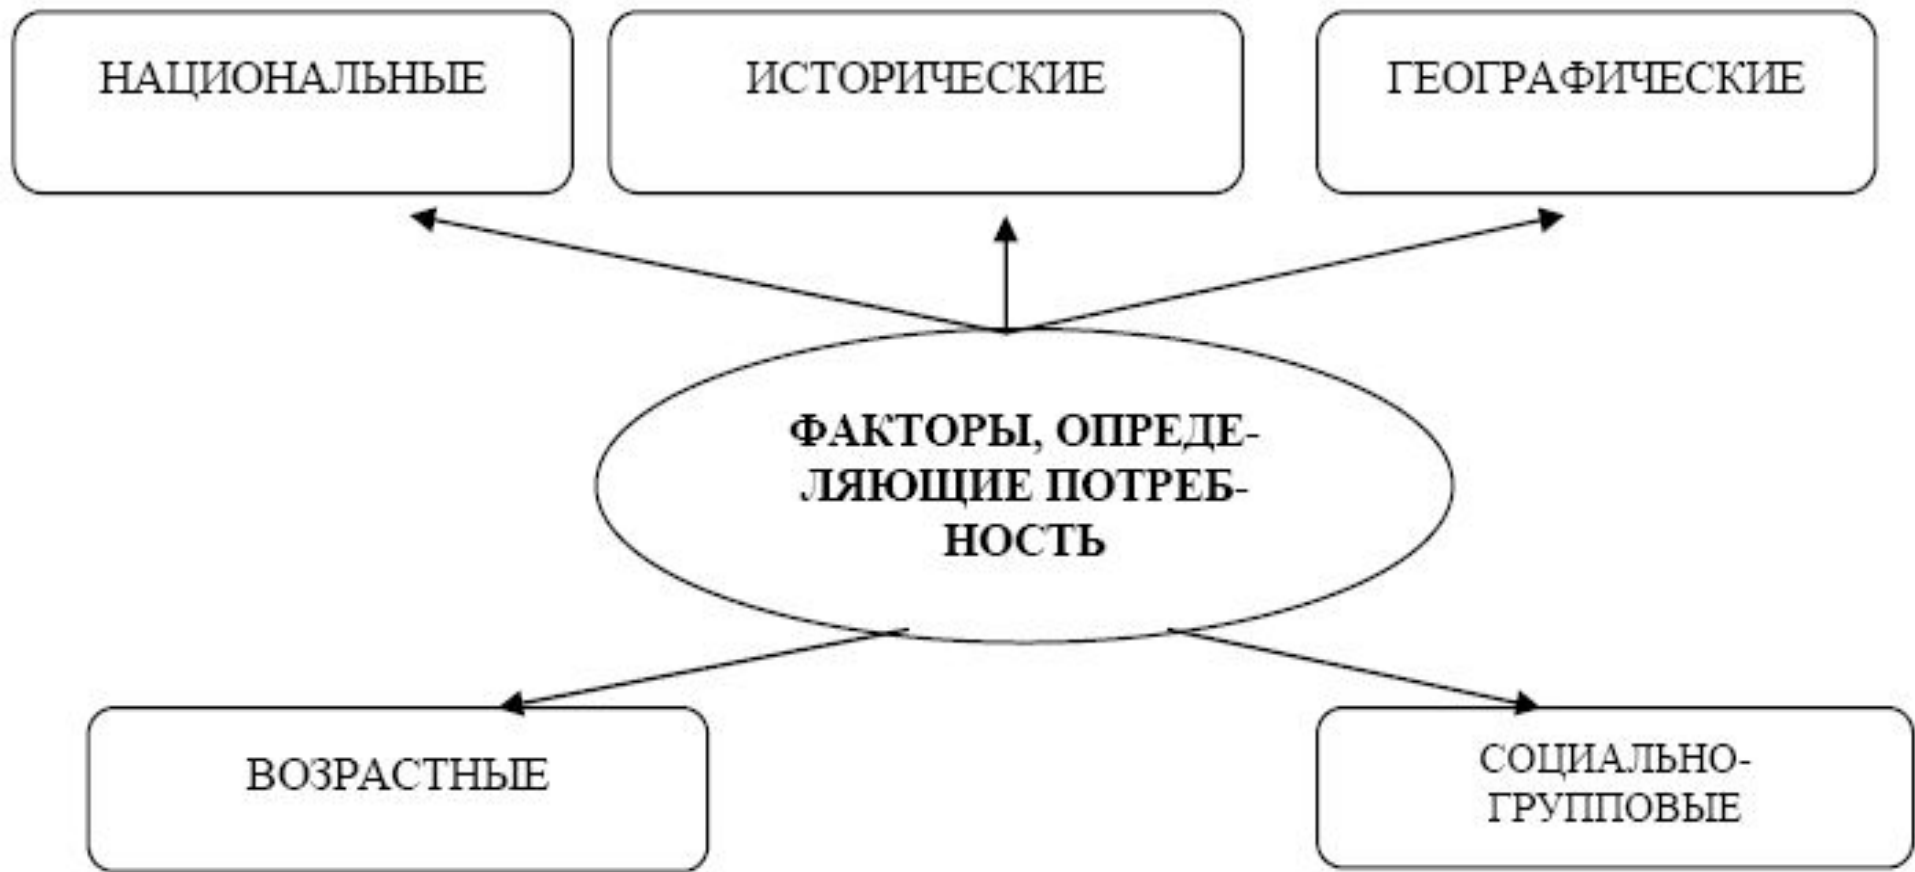 НАЦИОНАЛЬНЫЕ
ИСТОРИЧЕСКИЕ
ГЕОГРАФИЧЕСКИЕ
ФАКТОРЫ, ОПРЕДЕ-
ЛЯЮЩИЕ ПОТРЕБ-
НОСТЬ
ВОЗРАСТНЫЕ
СОЦИАЛЬНО-
ГРУППОВЫЕ